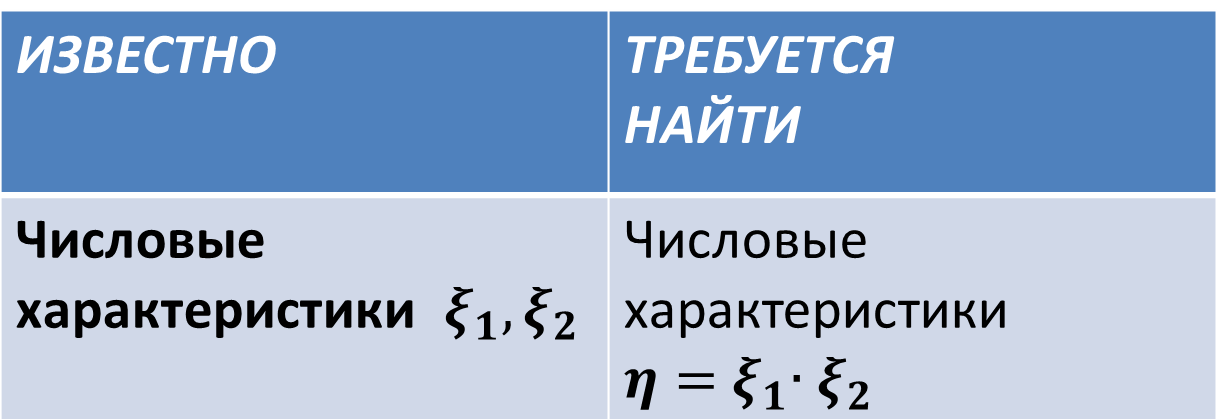 ИЗВЕСТНО
ТРЕБУЕТСЯ
НАЙТИ
Числовые
характеристики ξ₁, ξ₂
Числовые
характеристики
η = ξ₁· ξ₂